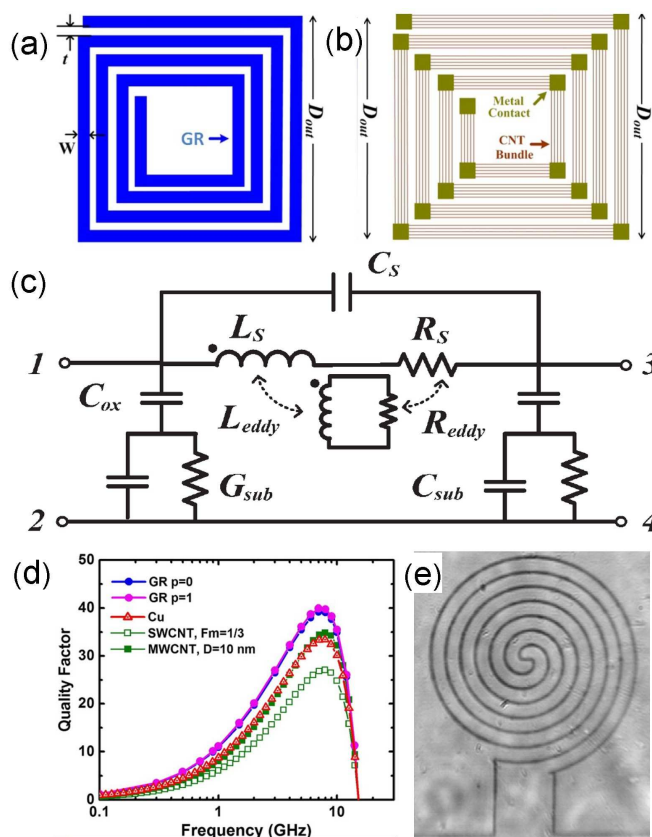 (a)
t
W
GR
D_out
(b)
D_out
Metal
Contact
CNT
Bundle
D_out
(c)
C_S
L_S
R_S
1
3
C_ox
L_eddy
R_eddy
G_sub
C_sub
2
4
(d)
50
40
30
20
10
0
Quality Factor
GR p=0
GR p=1
Cu
SWCNT, Fm=1/3
MWCNT, D=10 nm
0.1
1
10
Frequency (GHz)
(e)